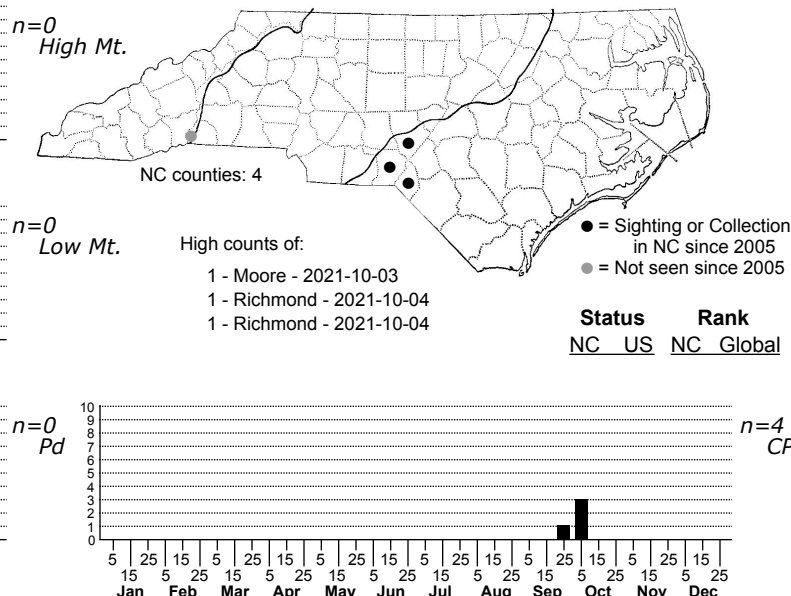 n=0
High Mt.
NC counties: 4
n=0
Low Mt.
High counts of:
1 - Moore - 2021-10-03
1 - Richmond - 2021-10-04
1 - Richmond - 2021-10-04
= Sighting or Collection
in NC since 2005
= Not seen since 2005
Status Rank
NC US NC Global
n=0
Pd
n=4
CP
10
9
8
7
6
5
4
3
2
1
0
5 25 15 5 25 15 5 25 15 5 25 15 5 25 15 5 25 15
15 5 25 15 5 25 15 5 25 15 5 25 15 5 25 15 5 25
Jan Feb Mar Apr May Jun Jul Aug Sep Oct Nov Dec